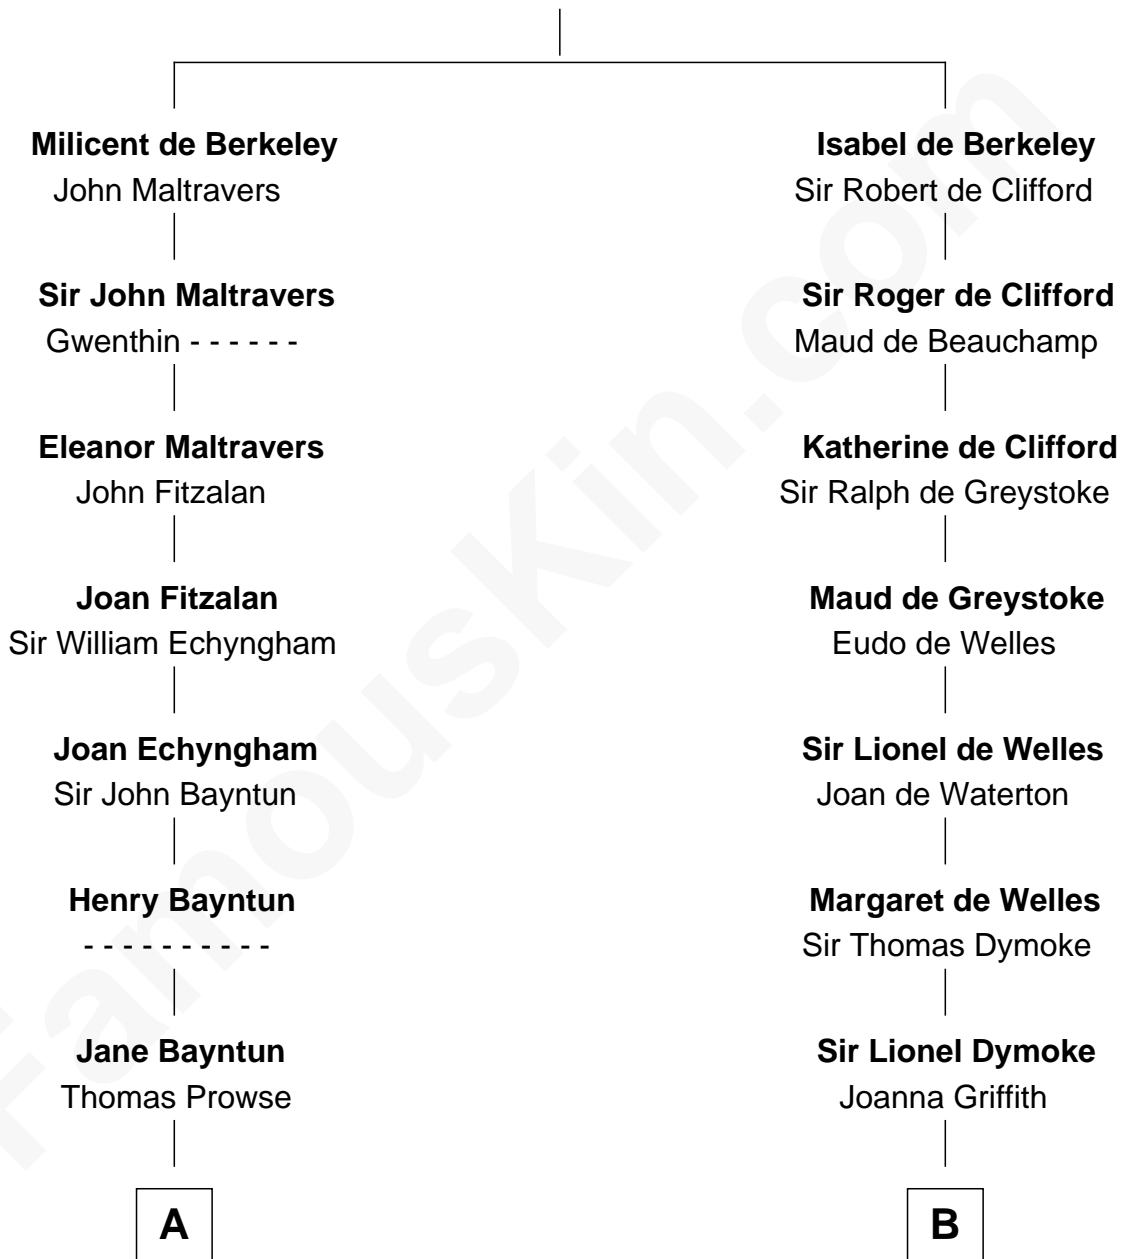 Milicent de Berkeley
John Maltravers
Sir John Maltravers
Gwenthin - - - - - -
Eleanor Maltravers
John Fitzalan
Joan Fitzalan
Sir William Echyngham
Joan Echyngham
Sir John Bayntun
Henry Bayntun
- - - - - - - - - -
Jane Bayntun
Thomas Prowse
A
Isabel de Berkeley
Sir Robert de Clifford
Sir Roger de Clifford
Maud de Beauchamp
Katherine de Clifford
Sir Ralph de Greystoke
Maud de Greystoke
Eudo de Welles
Sir Lionel de Welles
Joan de Waterton
Margaret de Welles
Sir Thomas Dymoke
Sir Lionel Dymoke
Joanna Griffith
B
FamousKin.com